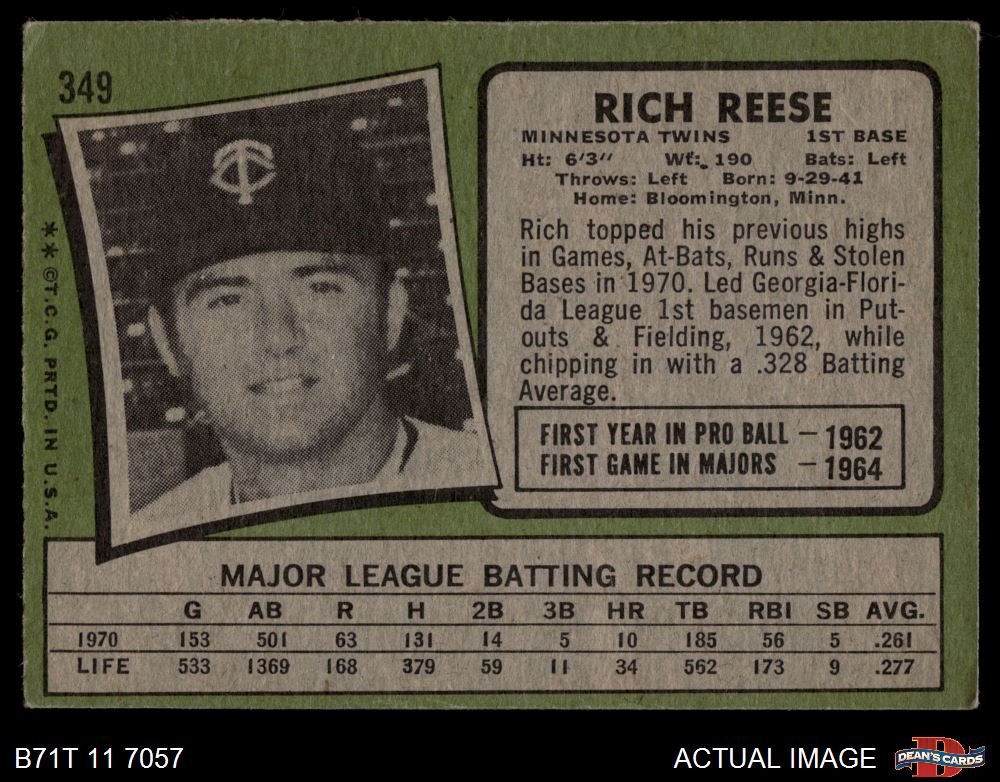 349
RICH REESE
MINNESOTA TWINS 1ST BASE
Ht: 6'3" Wt: 190 Bats: Left
Throws: Left Born: 9-29-41
Home: Bloomington, Minn.
Rich topped his previous highs
in Games, At-Bats, Runs & Stolen
Bases in 1970. Led Georgia-Flori-
da League 1st basemen in Put-
outs & Fielding, 1962, while
chipping in with a .328 Batting
Average.
FIRST YEAR IN PRO BALL – 1962
FIRST GAME IN MAJORS – 1964
TC
** ©T.C.G. PRTD. IN U.S.A.
MAJOR LEAGUE BATTING RECORD
G AB R H 2B 3B HR TB RBI SB AVG.
1970 153 501 63 131 14 5 10 185 56 5 .261
LIFE 533 1369 168 379 59 11 34 562 173 9 .277
B71T 11 7057
ACTUAL IMAGE
D
DEAN'S CARDS